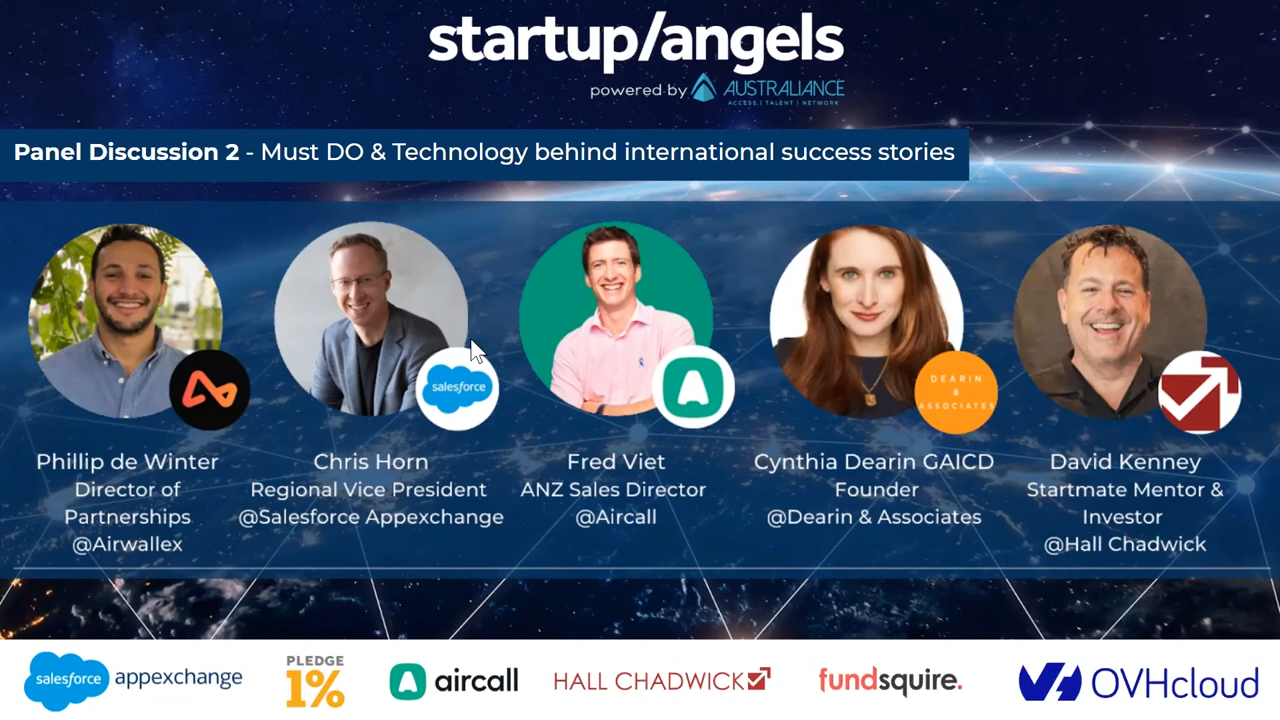 startup/angels
powered by AUSTRALIANCE
ACCESS | TALENT | NETWORK
Panel Discussion 2 - Must DO & Technology behind international success stories
salesforce
DEARIN
&
ASSOCIATES
Phillip de Winter
Director of
Partnerships
@Airwallex
Chris Horn
Regional Vice President
@Salesforce Appexchange
Fred Viet
ANZ Sales Director
@Aircall
Cynthia Dearin GAICD
Founder
@Dearin & Associates
David Kenney
Startmate Mentor &
Investor
@Hall Chadwick
salesforce appexchange
PLEDGE
1%
aircall
HALL CHADWICK
fundsquire.
OVHcloud